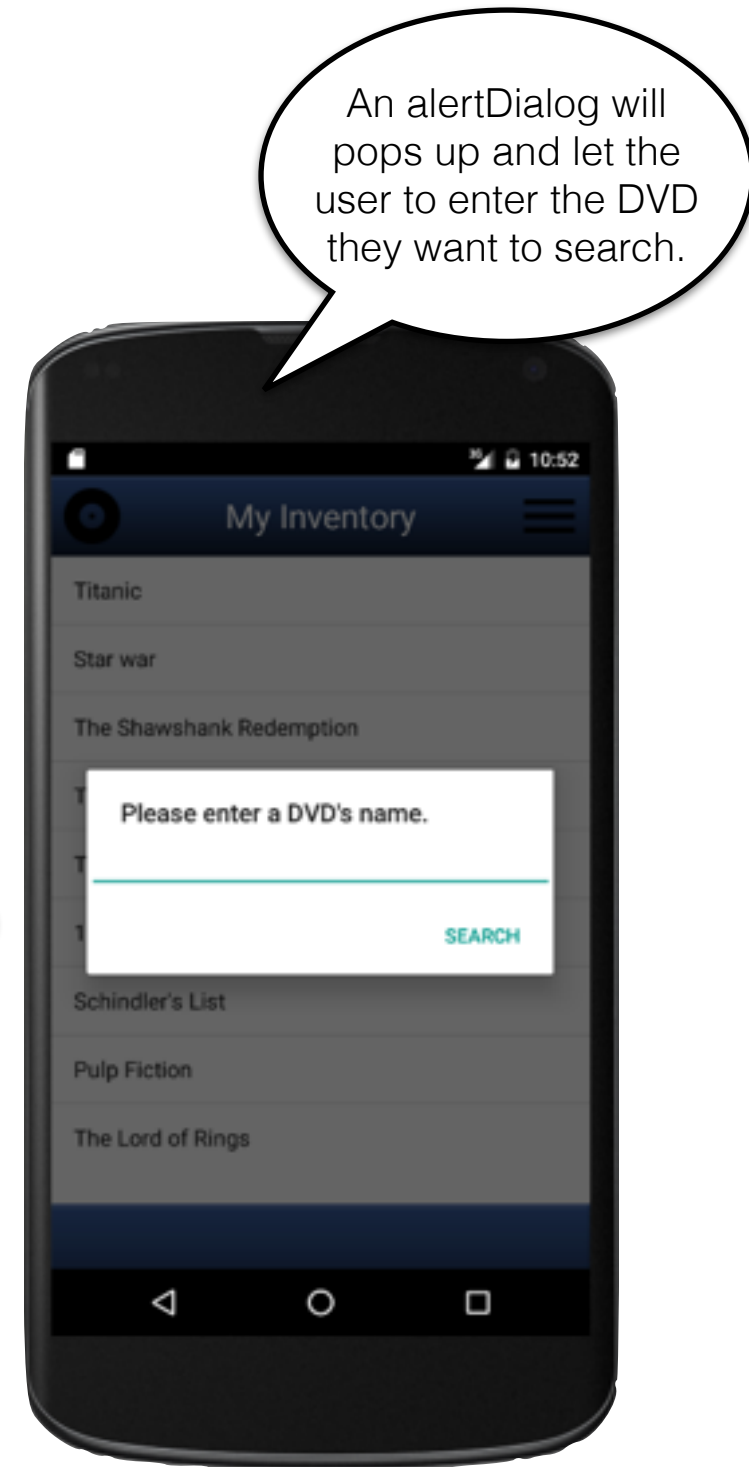 An alertDialog will
pops up and let the
user to enter the DVD
they want to search.
10:52
My Inventory
Titanic
Star war
The Shawshank Redemption
T
Please enter a DVD's name.
T
1
SEARCH
Schindler's List
Pulp Fiction
The Lord of Rings